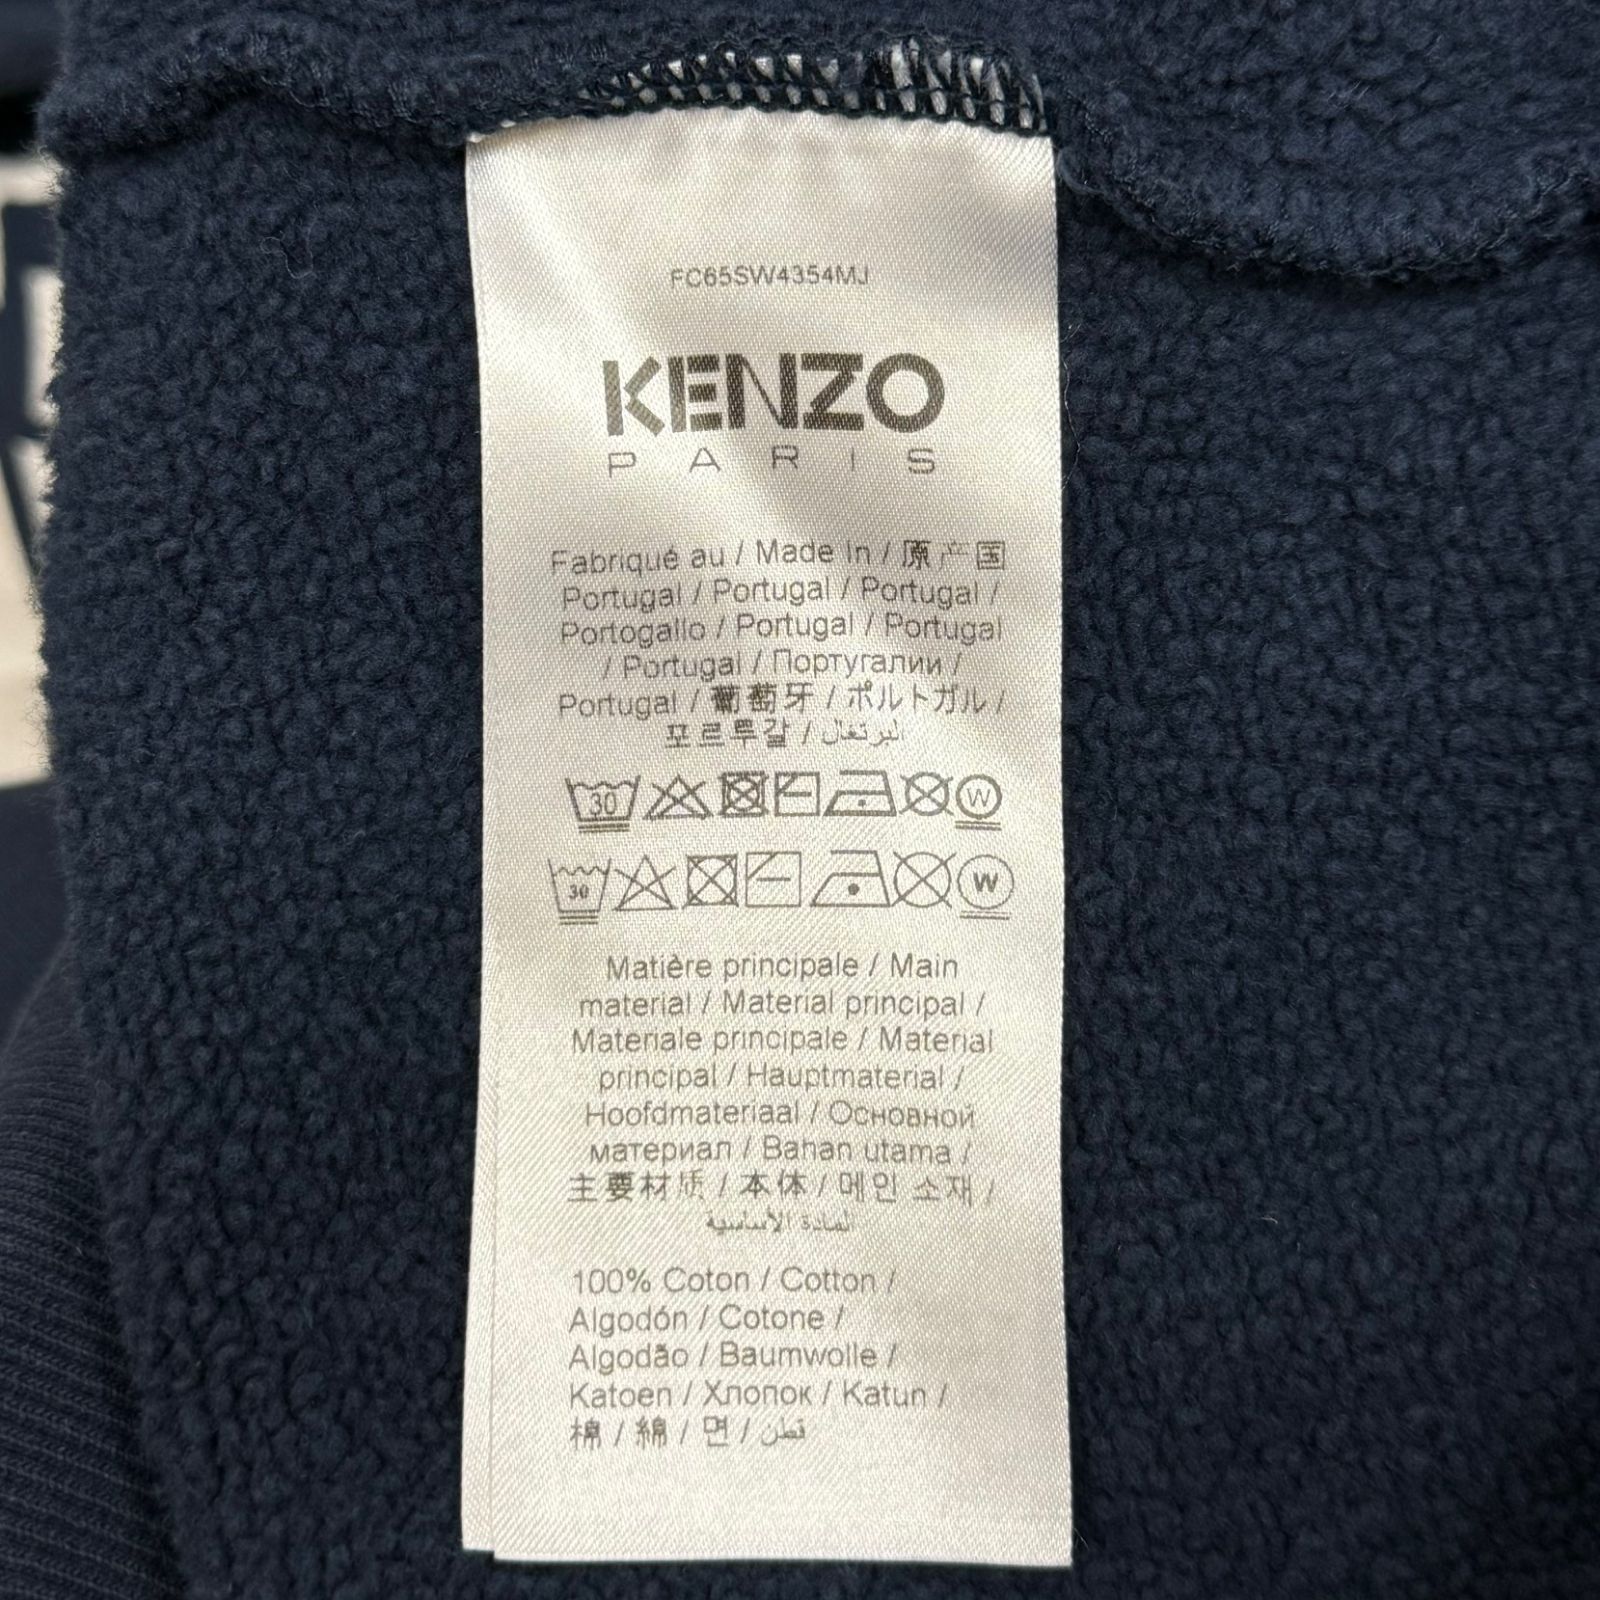 FC65SW4354MJ
KENZO
PARIS
Fabriqué au / Made In / 原产国
Portugal / Portugal / Portugal /
Portogallo / Portugal / Portugal
/ Portugal / Португалии /
Portugal / 葡萄牙 / ポルトガル /
포르투갈 / البرتغال
30
W
30
W
Matière principale / Main
material / Material principal /
Materiale principale / Material
principal / Hauptmaterial /
Hoofdmateriaal / Основной
материал / Bahan utama /
主要材质 / 本体 / 메인 소재 /
المادة الأساسية
100% Coton / Cotton /
Algodón / Cotone /
Algodão / Baumwolle /
Katoen / Хлопок / Katun /
棉 / 綿 / 면 / قطن